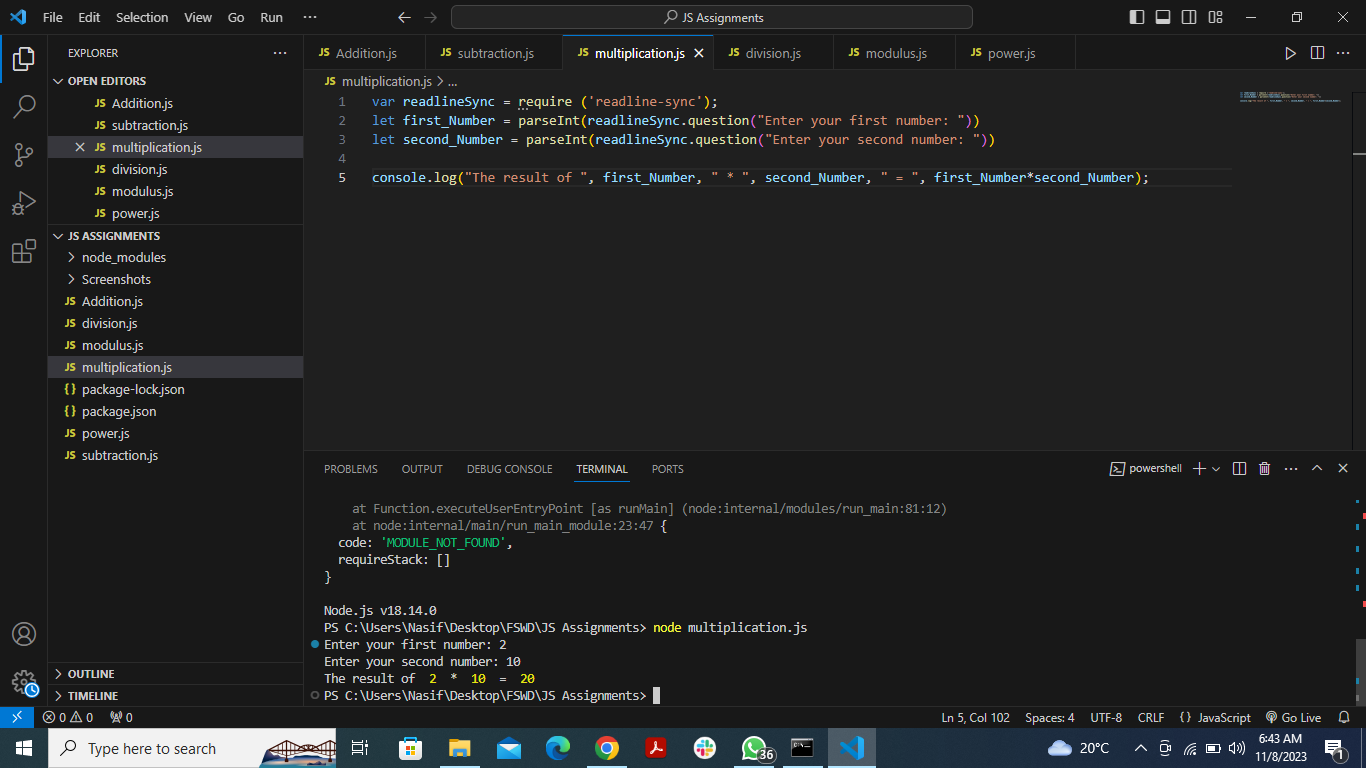 File Edit Selection View Go Run ··· JS Assignments
EXPLORER ···
OPEN EDITORS
JS Addition.js
JS subtraction.js
JS multiplication.js
JS division.js
JS modulus.js
JS power.js
JS ASSIGNMENTS
node_modules
Screenshots
JS Addition.js
JS division.js
JS modulus.js
JS multiplication.js
{} package-lock.json
{} package.json
JS power.js
JS subtraction.js
OUTLINE
TIMELINE
JS Addition.js JS subtraction.js JS multiplication.js JS division.js JS modulus.js JS power.js
JS multiplication.js > ...
1 var readlineSync = require ('readline-sync');
2 let first_Number = parseInt(readlineSync.question("Enter your first number: "))
3 let second_Number = parseInt(readlineSync.question("Enter your second number: "))
4
5 console.log("The result of ", first_Number, " * ", second_Number, " = ", first_Number*second_Number);
PROBLEMS OUTPUT DEBUG CONSOLE TERMINAL PORTS powershell
at Function.executeUserEntryPoint [as runMain] (node:internal/modules/run_main:81:12)
at node:internal/main/run_main_module:23:47 {
code: 'MODULE_NOT_FOUND',
requireStack: []
}
Node.js v18.14.0
PS C:\Users\Nasif\Desktop\FSWD\JS Assignments> node multiplication.js
Enter your first number: 2
Enter your second number: 10
The result of  2  *  10  =  20
PS C:\Users\Nasif\Desktop\FSWD\JS Assignments>
0 0 0 Ln 5, Col 102 Spaces: 4 UTF-8 CRLF {} JavaScript Go Live
Type here to search 36 20°C 6:43 AM
11/8/2023 1